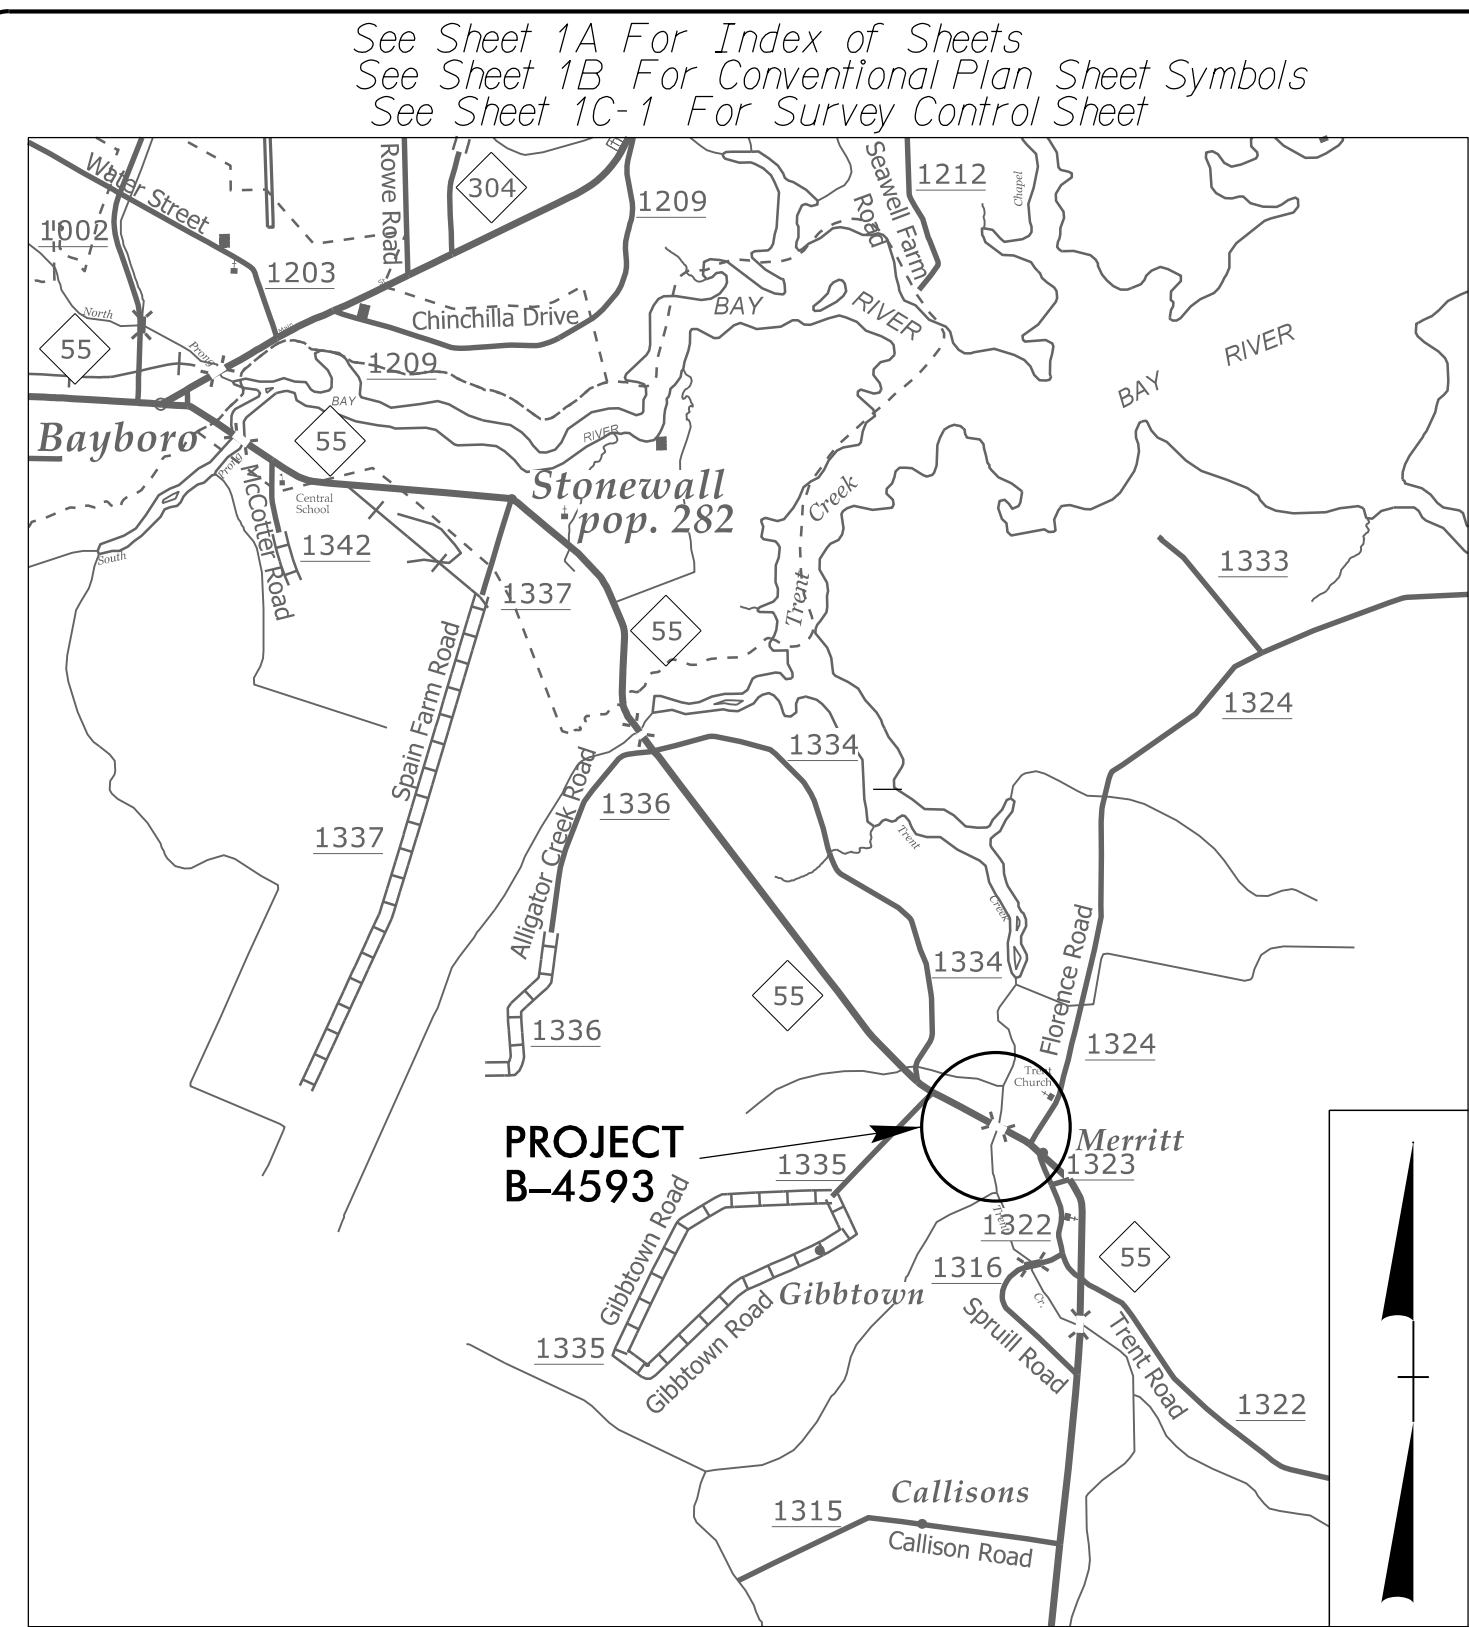 See Sheet 1A For Index of Sheets
See Sheet 1B For Conventional Plan Sheet Symbols
See Sheet 1C-1 For Survey Control Sheet
Water Street
Rowe Road
304
1209
Seawell Farm
Road
1212
Chapel
1002
1203
North
55
Prong
Main
Chinchilla Drive
1209
BAY
RIVER
BAY
RIVER
BAY
RIVER
Bayboro
55
Prong
South
McCotter Road
Central
School
1342
Stonewall
pop. 282
Creek
Trent
1337
55
1333
1324
Spain Farm Road
1337
1334
1336
Alligator Creek Road
Trent
Creek
1334
55
1336
Florence Road
1324
Trent
Church
PROJECT
B-4593
Merritt
1335
1323
Gibbtown Road
Trent
1322
1316
55
Gibbtown
Cr.
Spruill Road
Trent Road
1335
Gibbtown Road
1322
Callisons
1315
Callison Road